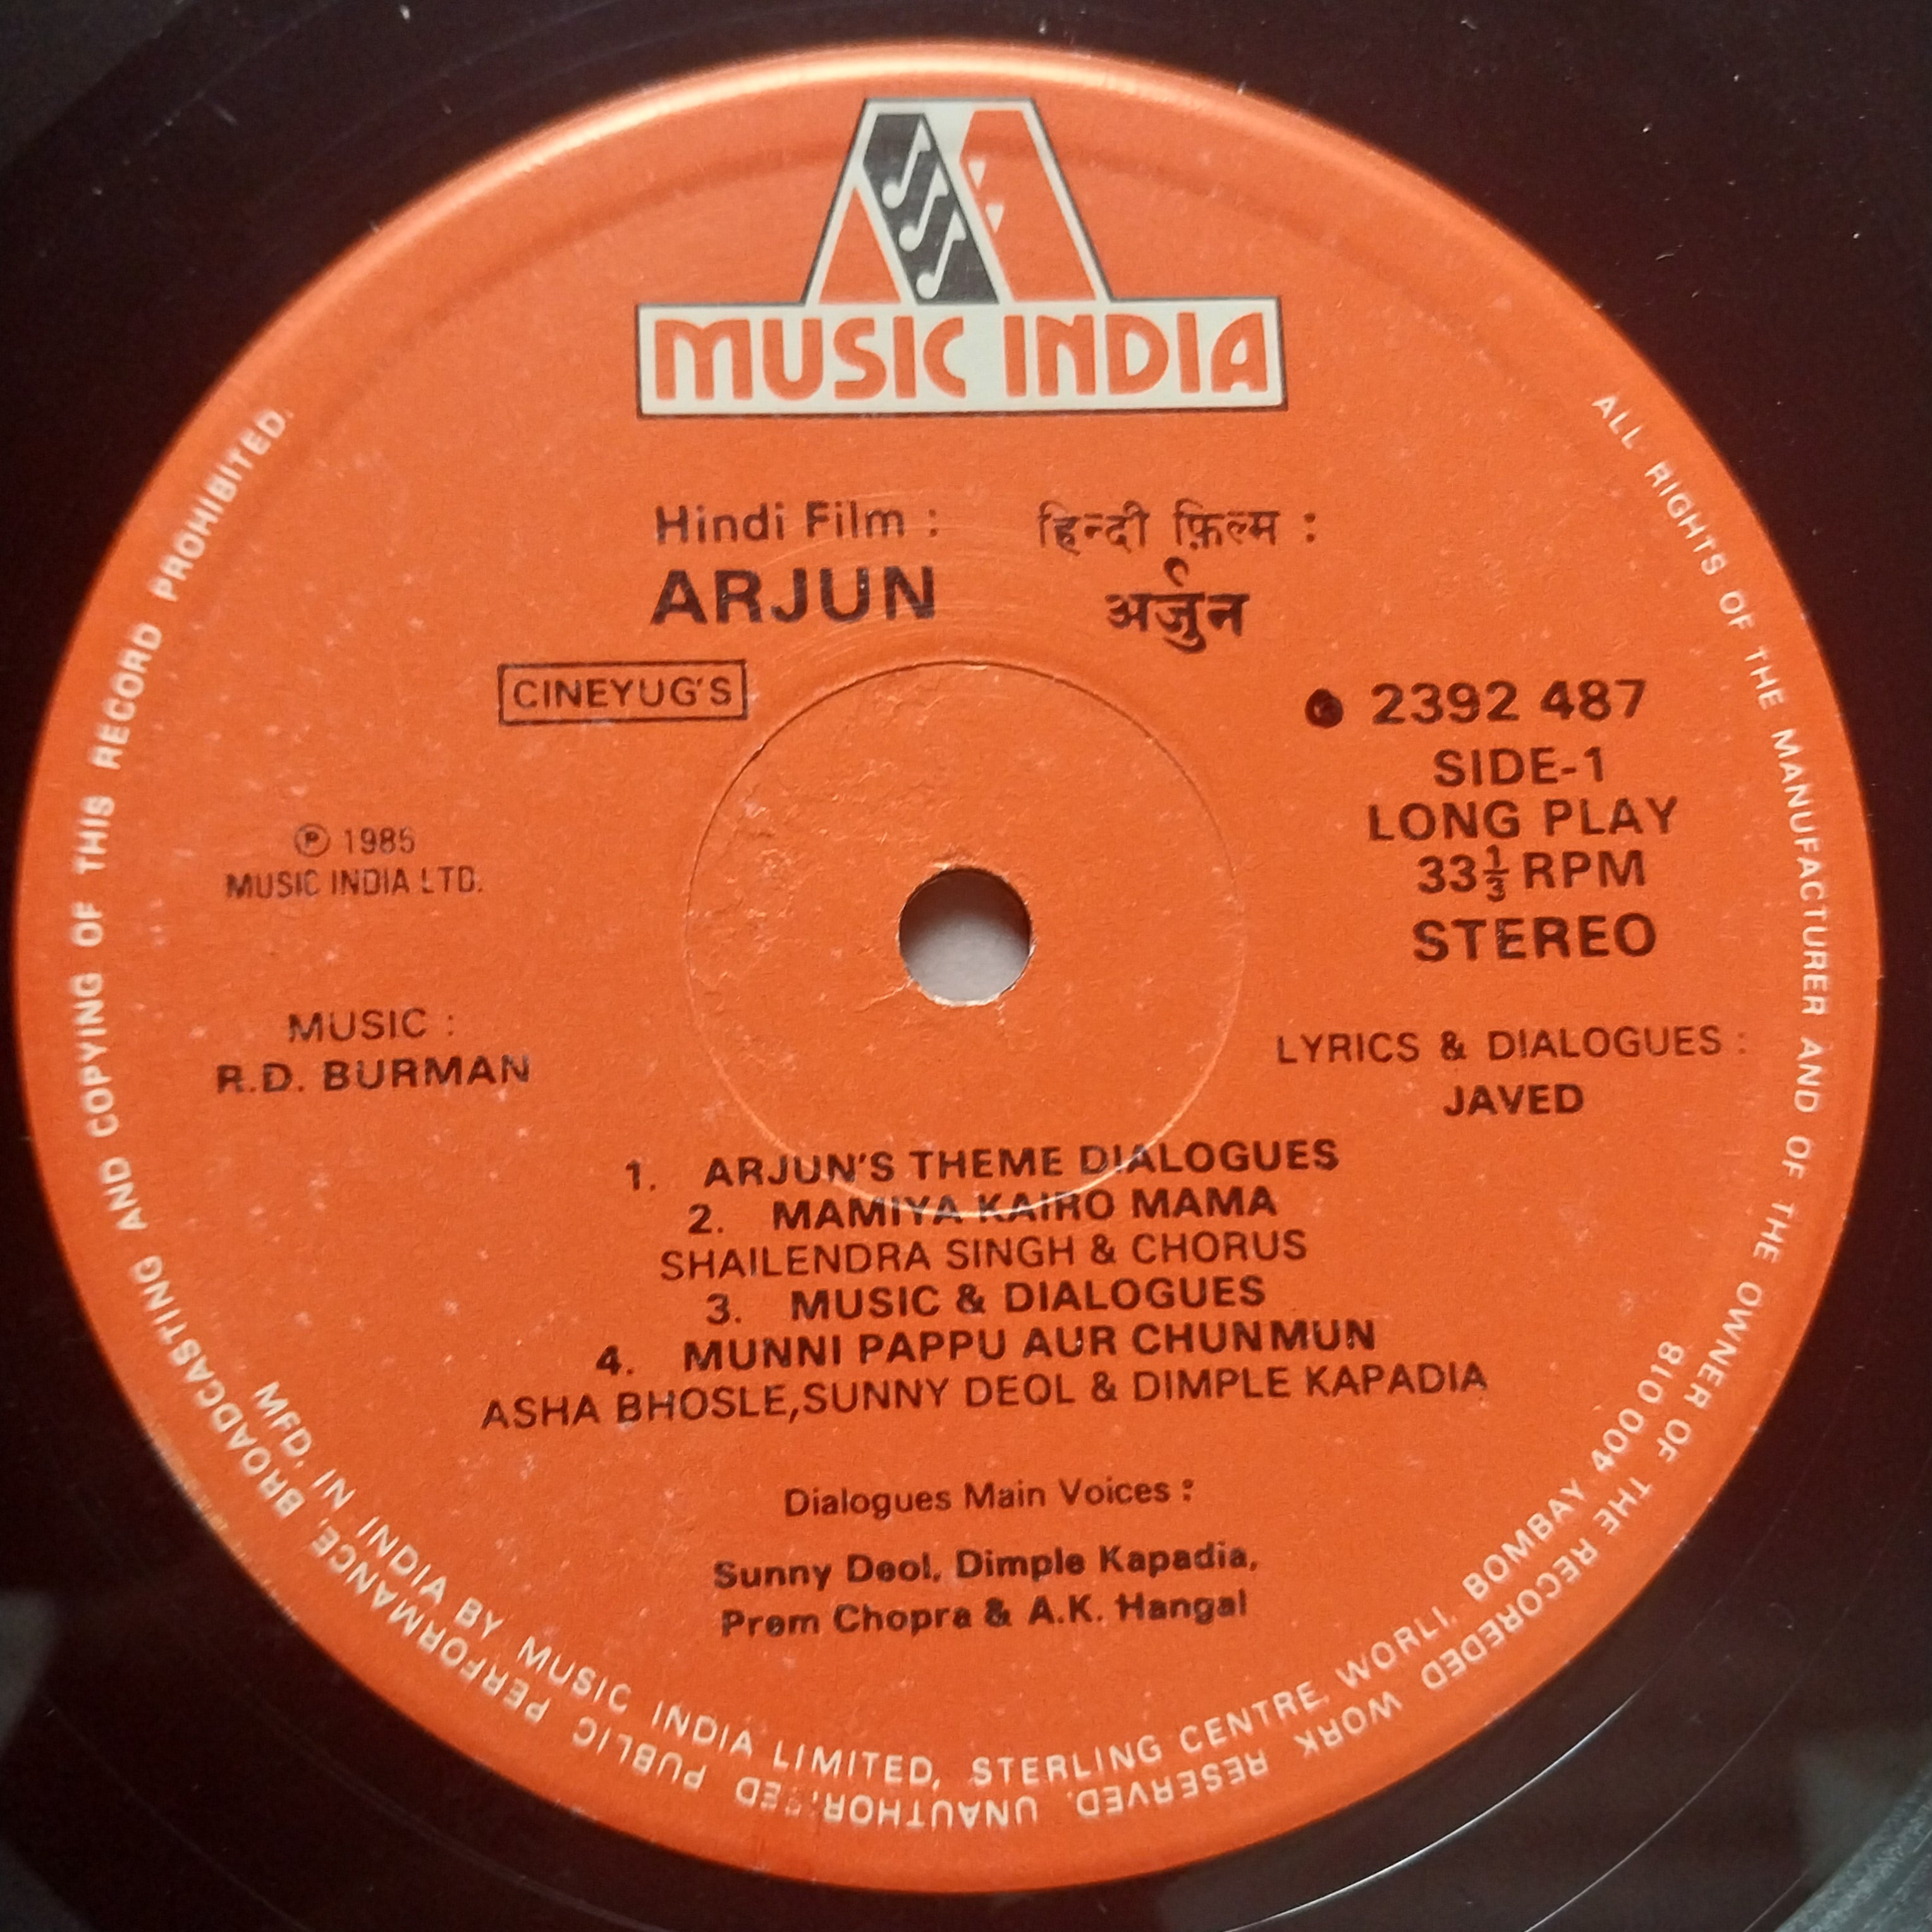 MUSIC INDIA
Hindi Film :
ARJUN
हिन्दी फ़िल्म :
अर्जुन
CINEYUG'S
2392 487
SIDE-1
LONG PLAY
33⅓ RPM
STEREO
℗ 1985
MUSIC INDIA LTD.
MUSIC :
R.D. BURMAN
LYRICS & DIALOGUES :
JAVED
1. ARJUN'S THEME DIALOGUES
2. MAMIYA KAIRO MAMA
SHAILENDRA SINGH & CHORUS
3. MUSIC & DIALOGUES
4. MUNNI PAPPU AUR CHUNMUN
ASHA BHOSLE,SUNNY DEOL & DIMPLE KAPADIA
Dialogues Main Voices :
Sunny Deol, Dimple Kapadia,
Prem Chopra & A.K. Hangal
MFD. IN INDIA BY MUSIC INDIA LIMITED, STERLING CENTRE, WORLI, BOMBAY 400 018
ALL RIGHTS OF THE MANUFACTURER AND OF THE OWNER OF THE RECORDED WORK RESERVED. UNAUTHORISED PUBLIC PERFORMANCE, BROADCASTING AND COPYING OF THIS RECORD PROHIBITED.